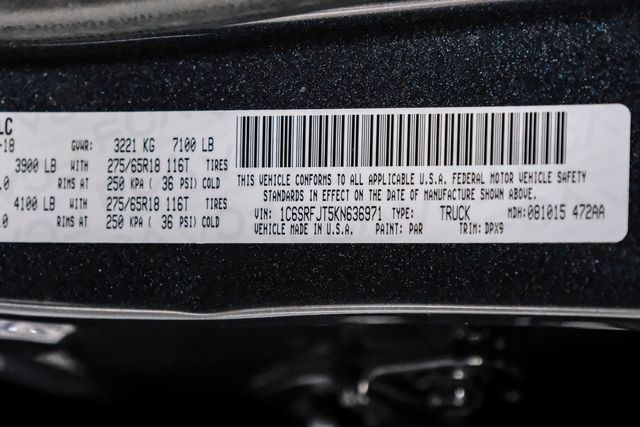 LC
-18 GVWR: 3221 KG 7100 LB
3900 LB WITH 275/65R18 116T TIRES
.0 RIMS AT 250 KPA ( 36 PSI) COLD
4100 LB WITH 275/65R18 116T TIRES
.0 RIMS AT 250 KPA ( 36 PSI) COLD
THIS VEHICLE CONFORMS TO ALL APPLICABLE U.S.A. FEDERAL MOTOR VEHICLE SAFETY
STANDARDS IN EFFECT ON THE DATE OF MANUFACTURE SHOWN ABOVE.
VIN: 1C6SRFJT5KN636971 TYPE: TRUCK MDH:081015 472AA
VEHICLE MADE IN U.S.A. PAINT: PAR TRIM: DPX9